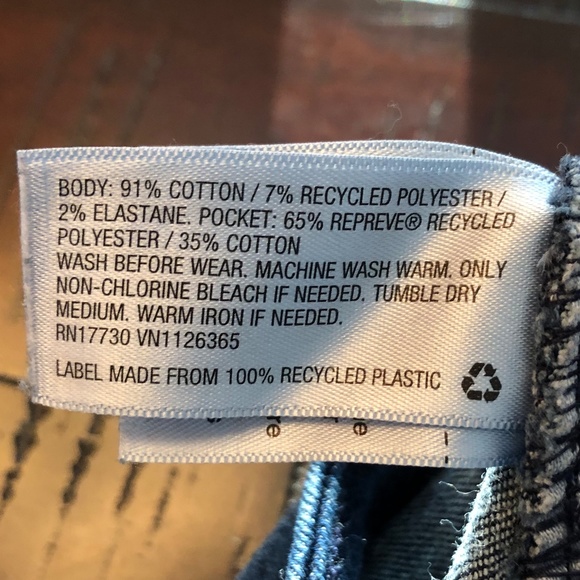 BODY: 91% COTTON / 7% RECYCLED POLYESTER /
2% ELASTANE. POCKET: 65% REPREVE® RECYCLED
POLYESTER / 35% COTTON
WASH BEFORE WEAR. MACHINE WASH WARM. ONLY
NON-CHLORINE BLEACH IF NEEDED. TUMBLE DRY
MEDIUM. WARM IRON IF NEEDED.
RN17730 VN1126365
LABEL MADE FROM 100% RECYCLED PLASTIC